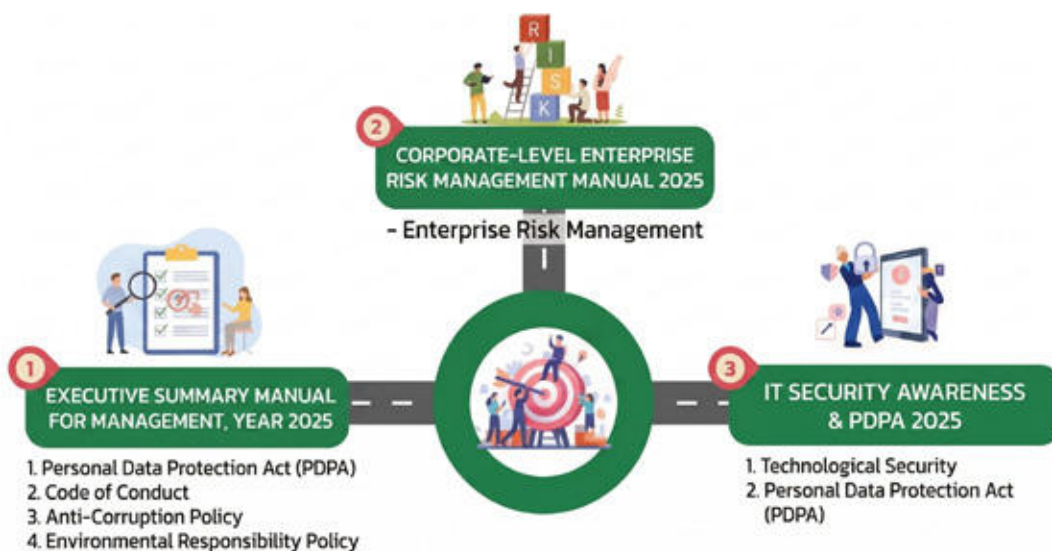 R
I
S
K
2
CORPORATE-LEVEL ENTERPRISE
RISK MANAGEMENT MANUAL 2025
- Enterprise Risk Management
1
EXECUTIVE SUMMARY MANUAL
FOR MANAGEMENT, YEAR 2025
1. Personal Data Protection Act (PDPA)
2. Code of Conduct
3. Anti-Corruption Policy
4. Environmental Responsibility Policy
3
IT SECURITY AWARENESS
& PDPA 2025
1. Technological Security
2. Personal Data Protection Act
(PDPA)